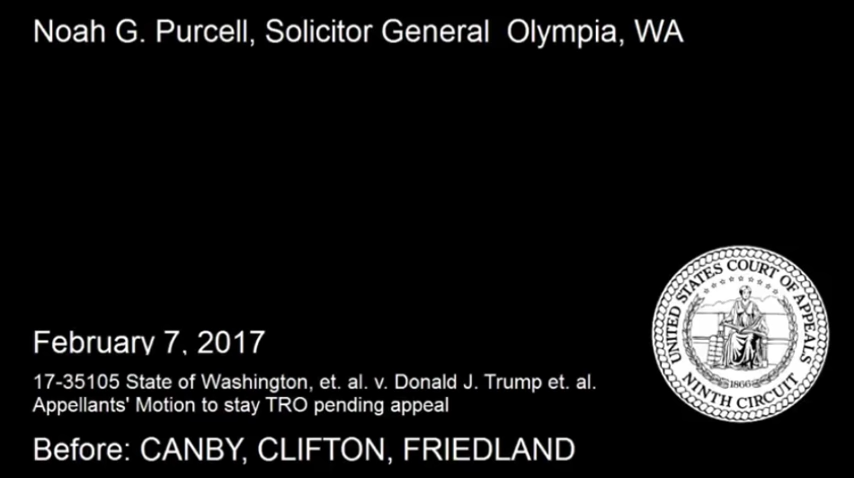 Noah G. Purcell, Solicitor General Olympia, WA
February 7, 2017
17-35105 State of Washington, et. al. v. Donald J. Trump et. al.
Appellants' Motion to stay TRO pending appeal
Before: CANBY, CLIFTON, FRIEDLAND
UNITED STATES COURT OF APPEALS
1866
NINTH CIRCUIT